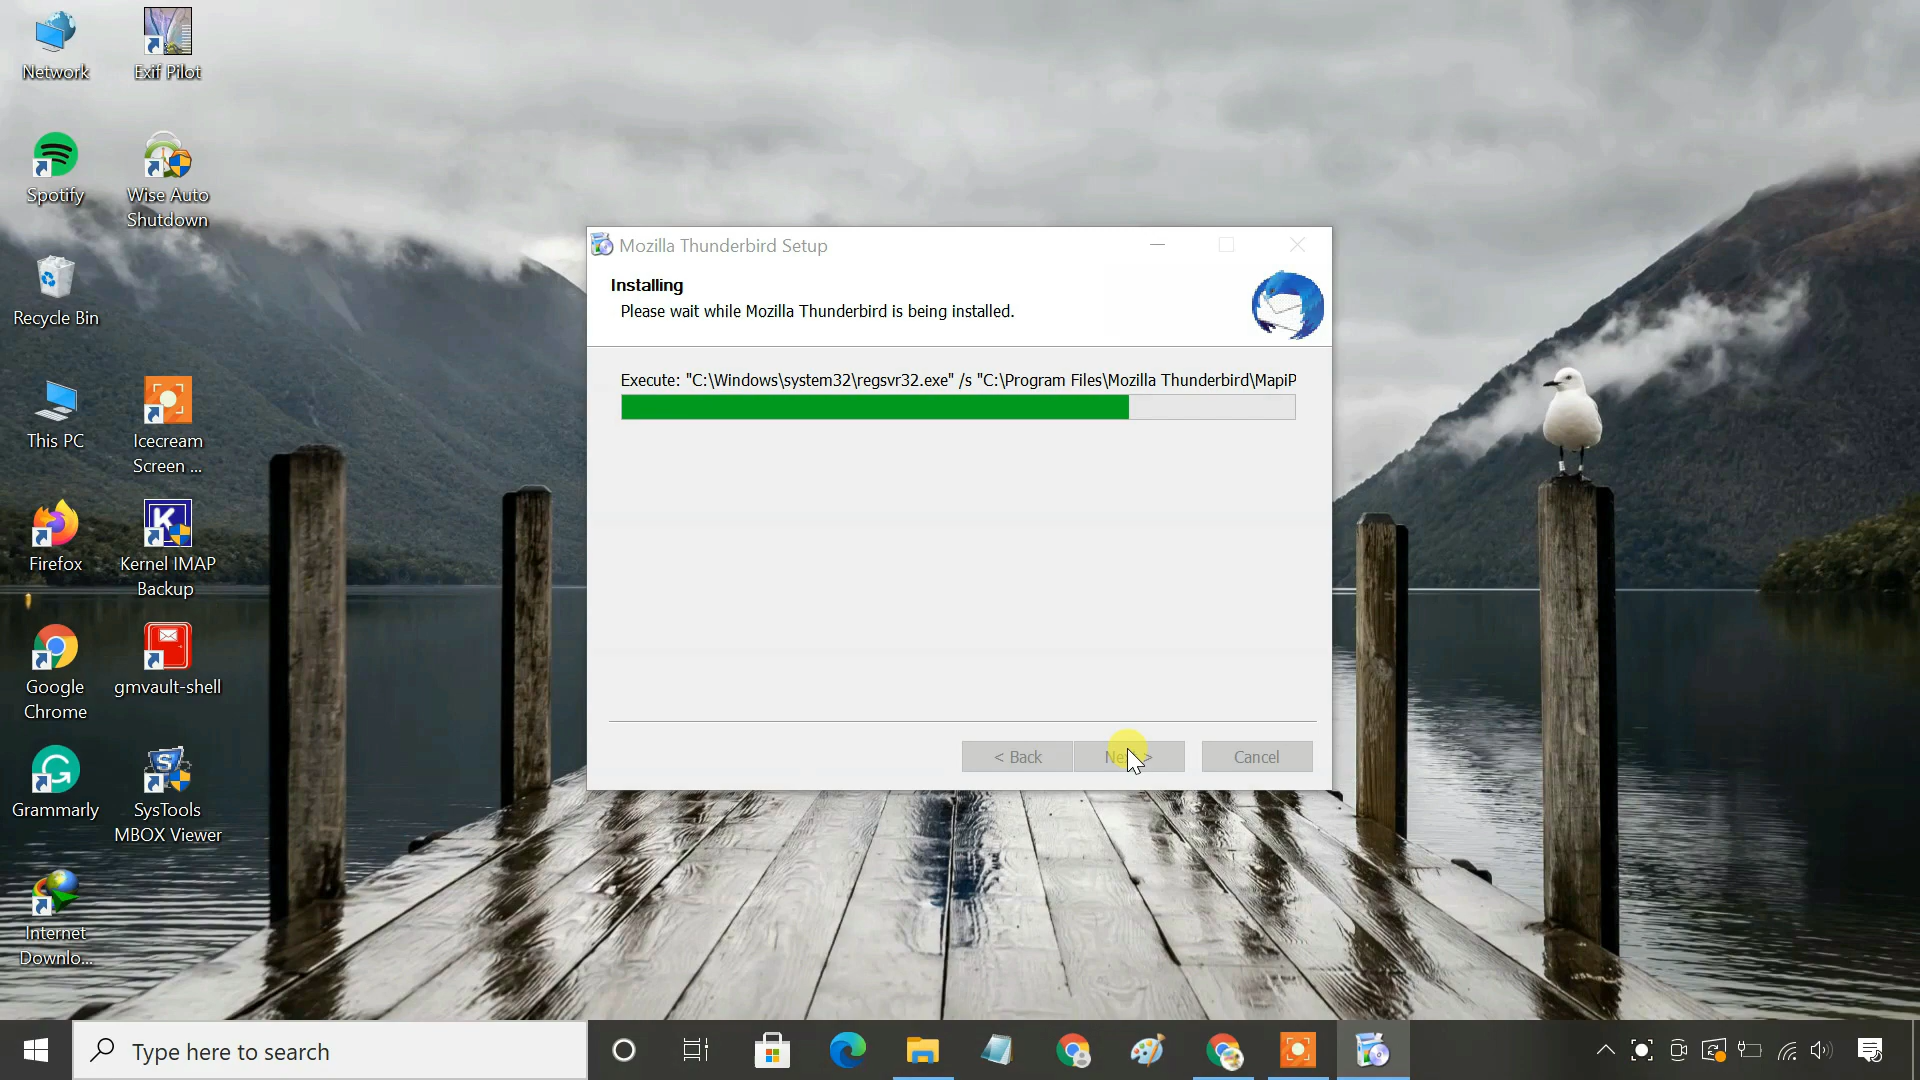 Network
Exif Pilot
Spotify
Wise Auto
Shutdown
Recycle Bin
This PC
Icecream
Screen ...
Firefox
Kernel IMAP
Backup
Google
Chrome
gmvault-shell
Grammarly
SysTools
MBOX Viewer
Internet
Downlo...
Mozilla Thunderbird Setup
Installing
Please wait while Mozilla Thunderbird is being installed.
Execute: "C:\Windows\system32\regsvr32.exe" /s "C:\Program Files\Mozilla Thunderbird\MapiP
< Back
Next >
Cancel
Type here to search